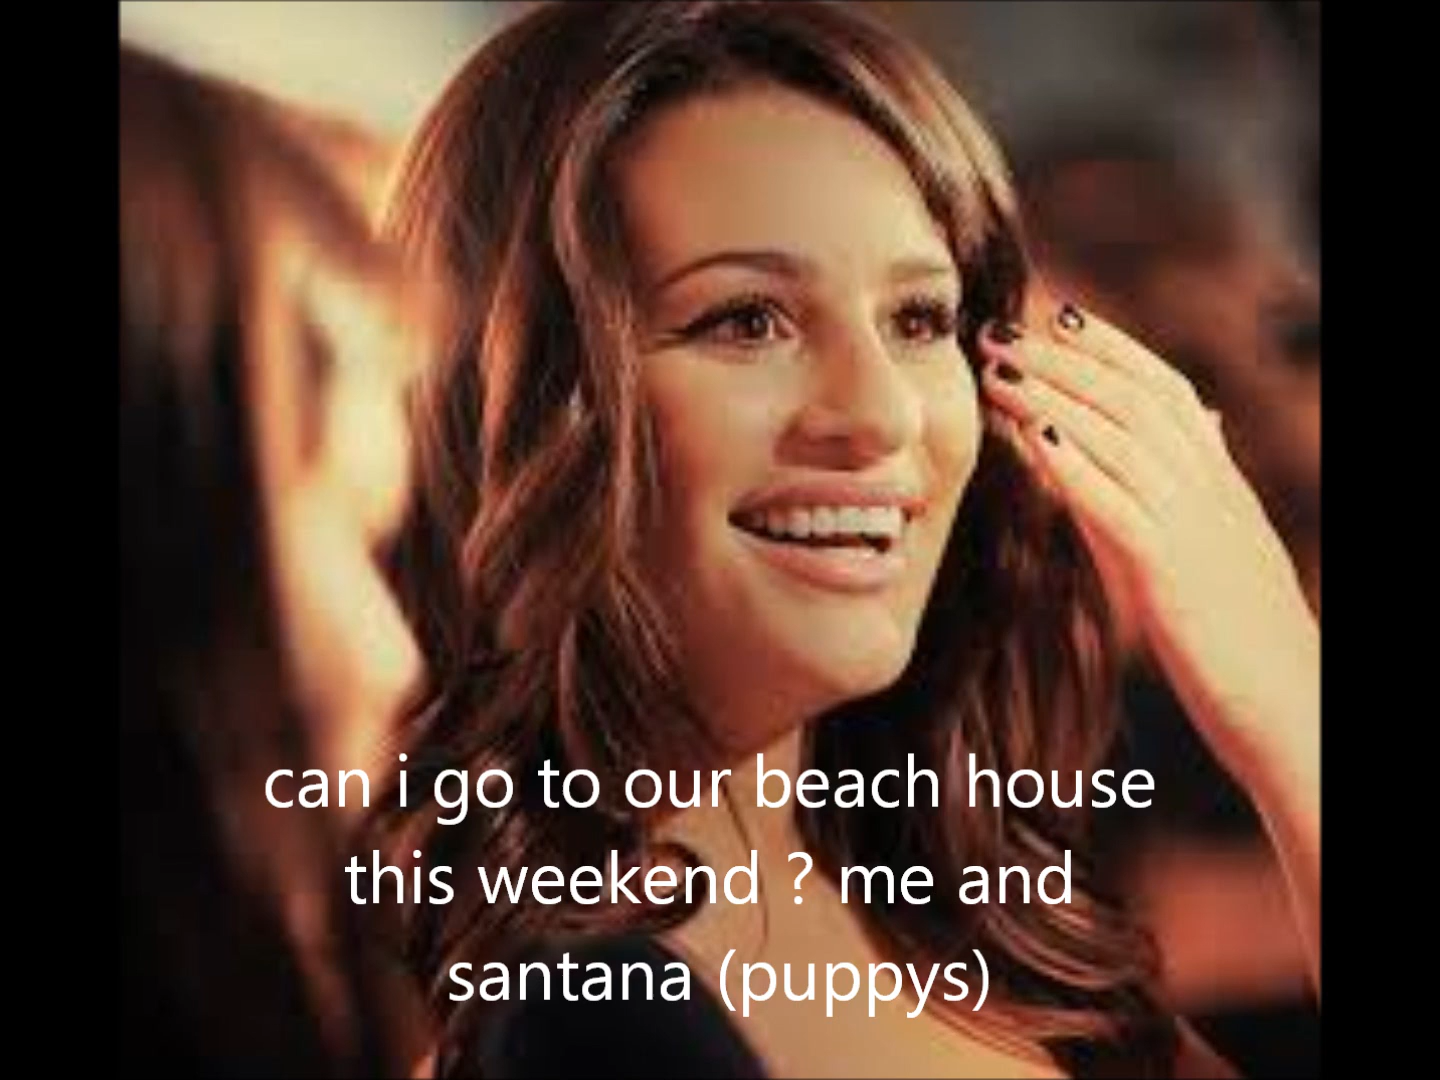 can i go to our beach house
this weekend ? me and
santana (puppys)